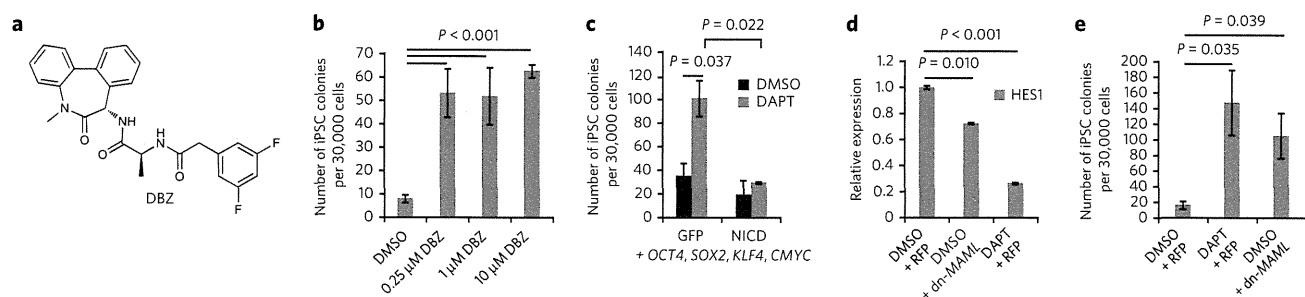 a
N
O
NH
O
H
N
O
F
F
DBZ
b
P < 0.001
Number of iPSC colonies
per 30,000 cells
70
60
50
40
30
20
10
0
DMSO
0.25 µM DBZ
1 µM DBZ
10 µM DBZ
c
P = 0.022
P = 0.037
DMSO
DAPT
Number of iPSC colonies
per 30,000 cells
140
120
100
80
60
40
20
0
GFP
NICD
+ OCT4, SOX2, KLF4, CMYC
d
P < 0.001
P = 0.010
HES1
Relative expression
1.2
1.0
0.8
0.6
0.4
0.2
0
DMSO
+ RFP
DMSO
+ dn-MAML
DAPT
+ RFP
e
P = 0.039
P = 0.035
Number of iPSC colonies
per 30,000 cells
200
180
160
140
120
100
80
60
40
20
0
DMSO
+ RFP
DAPT
+ RFP
DMSO
+ dn-MAML